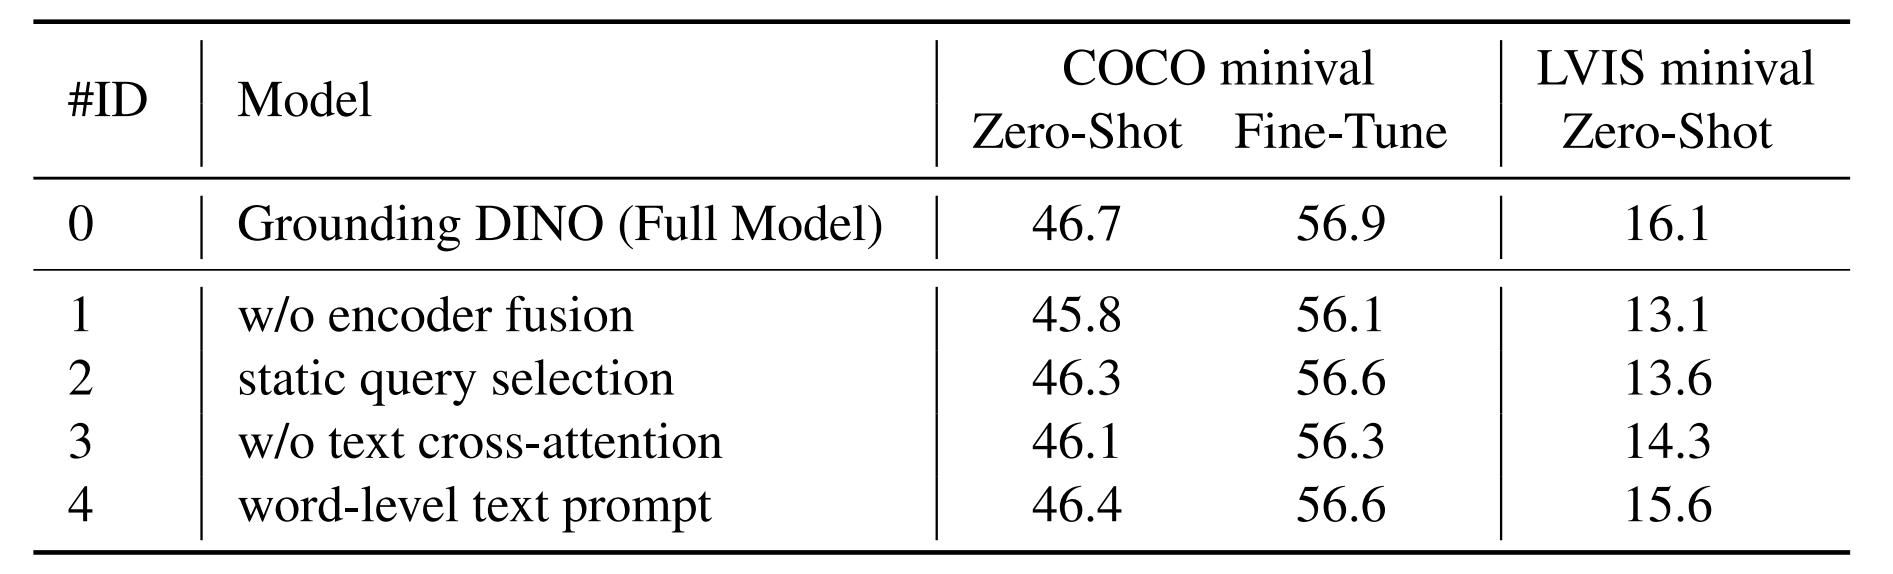 #ID Model COCO minival LVIS minival
Zero-Shot Fine-Tune Zero-Shot
0 Grounding DINO (Full Model) 46.7 56.9 16.1
1 w/o encoder fusion 45.8 56.1 13.1
2 static query selection 46.3 56.6 13.6
3 w/o text cross-attention 46.1 56.3 14.3
4 word-level text prompt 46.4 56.6 15.6